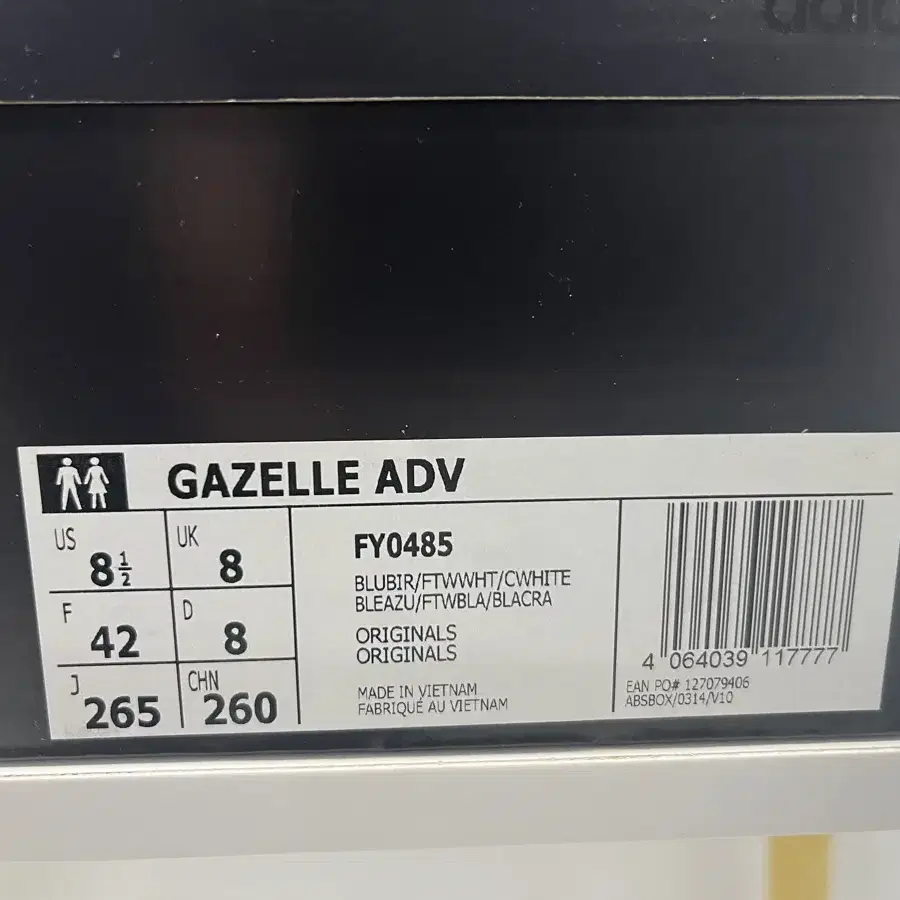 GAZELLE ADV
US 8½
UK 8
F 42
D 8
J 265
CHN 260
FY0485
BLUBIR/FTWWHT/CWHITE
BLEAZU/FTWBLA/BLACRA
ORIGINALS
ORIGINALS
MADE IN VIETNAM
FABRIQUÉ AU VIETNAM
4 064039 117777
EAN PO# 127079406
ABSBOX/0314/V10